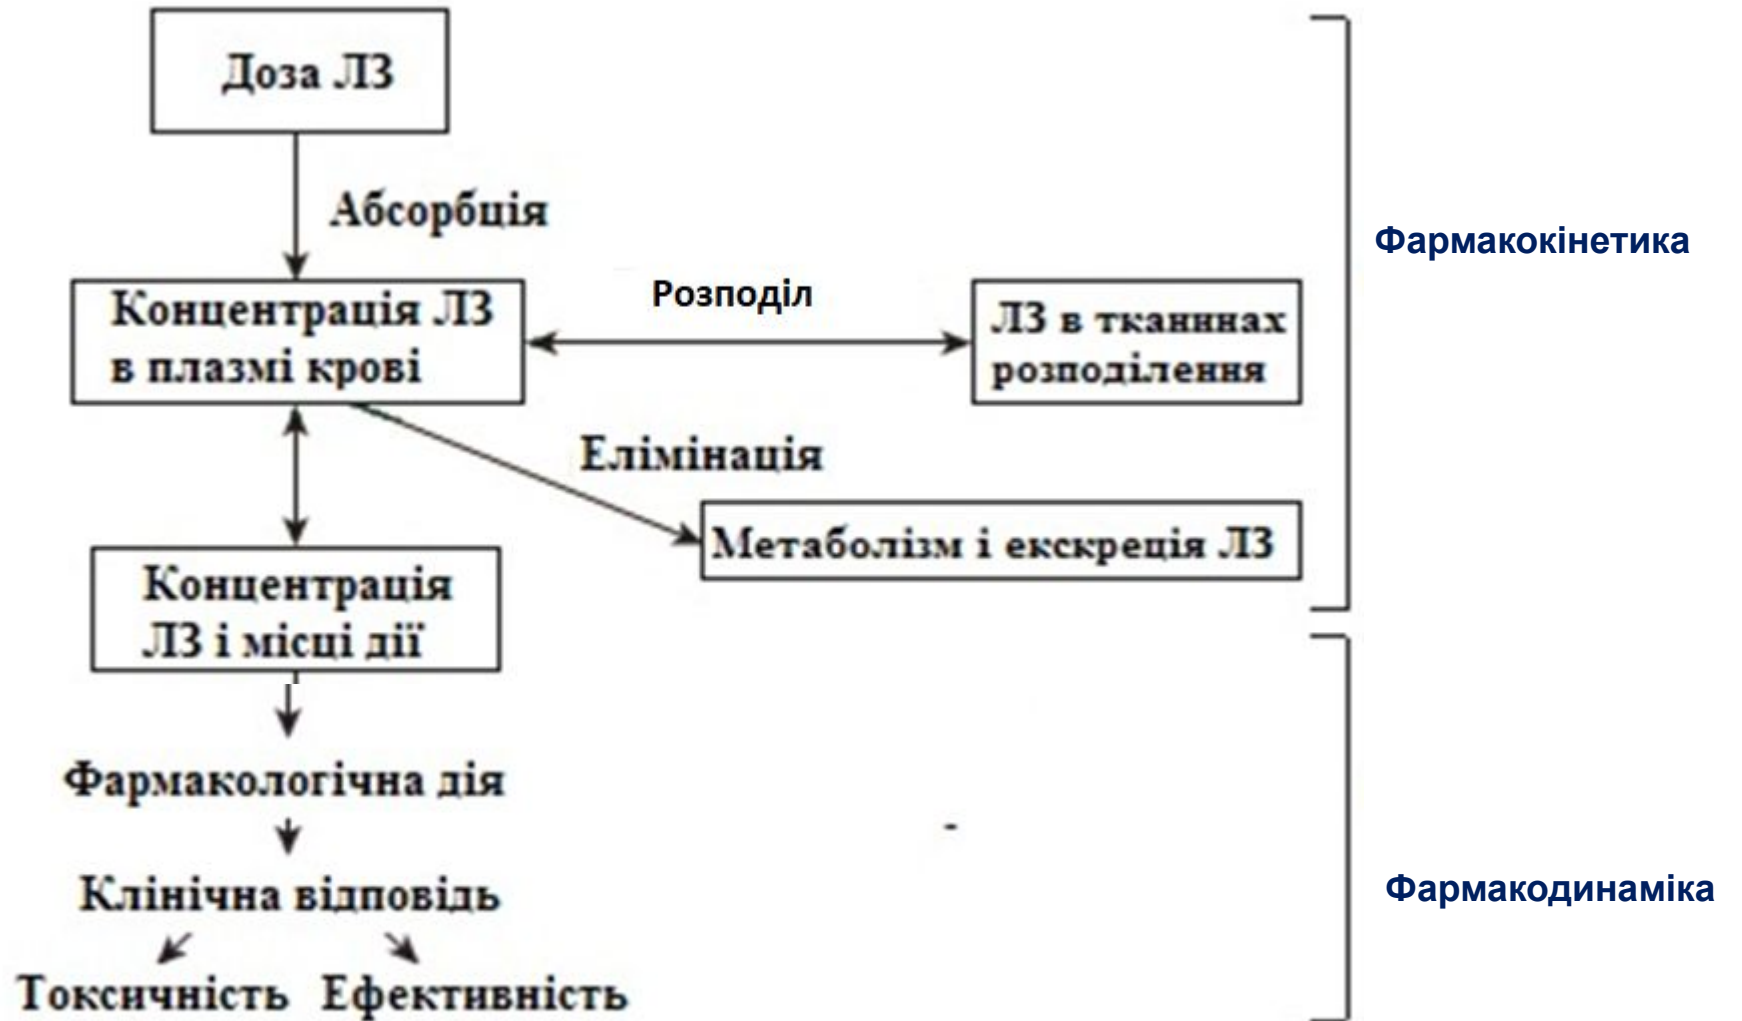 Доза ЛЗ
Абсорбція
Фармакокінетика
Розподіл
Концентрація ЛЗ
в плазмі крові
ЛЗ в тканинах
розподілення
Елімінація
Метаболізм і екскреція ЛЗ
Концентрація
ЛЗ і місці дії
Фармакологічна дія
-
Клінічна відповідь
Фармакодинаміка
Токсичність Ефективність